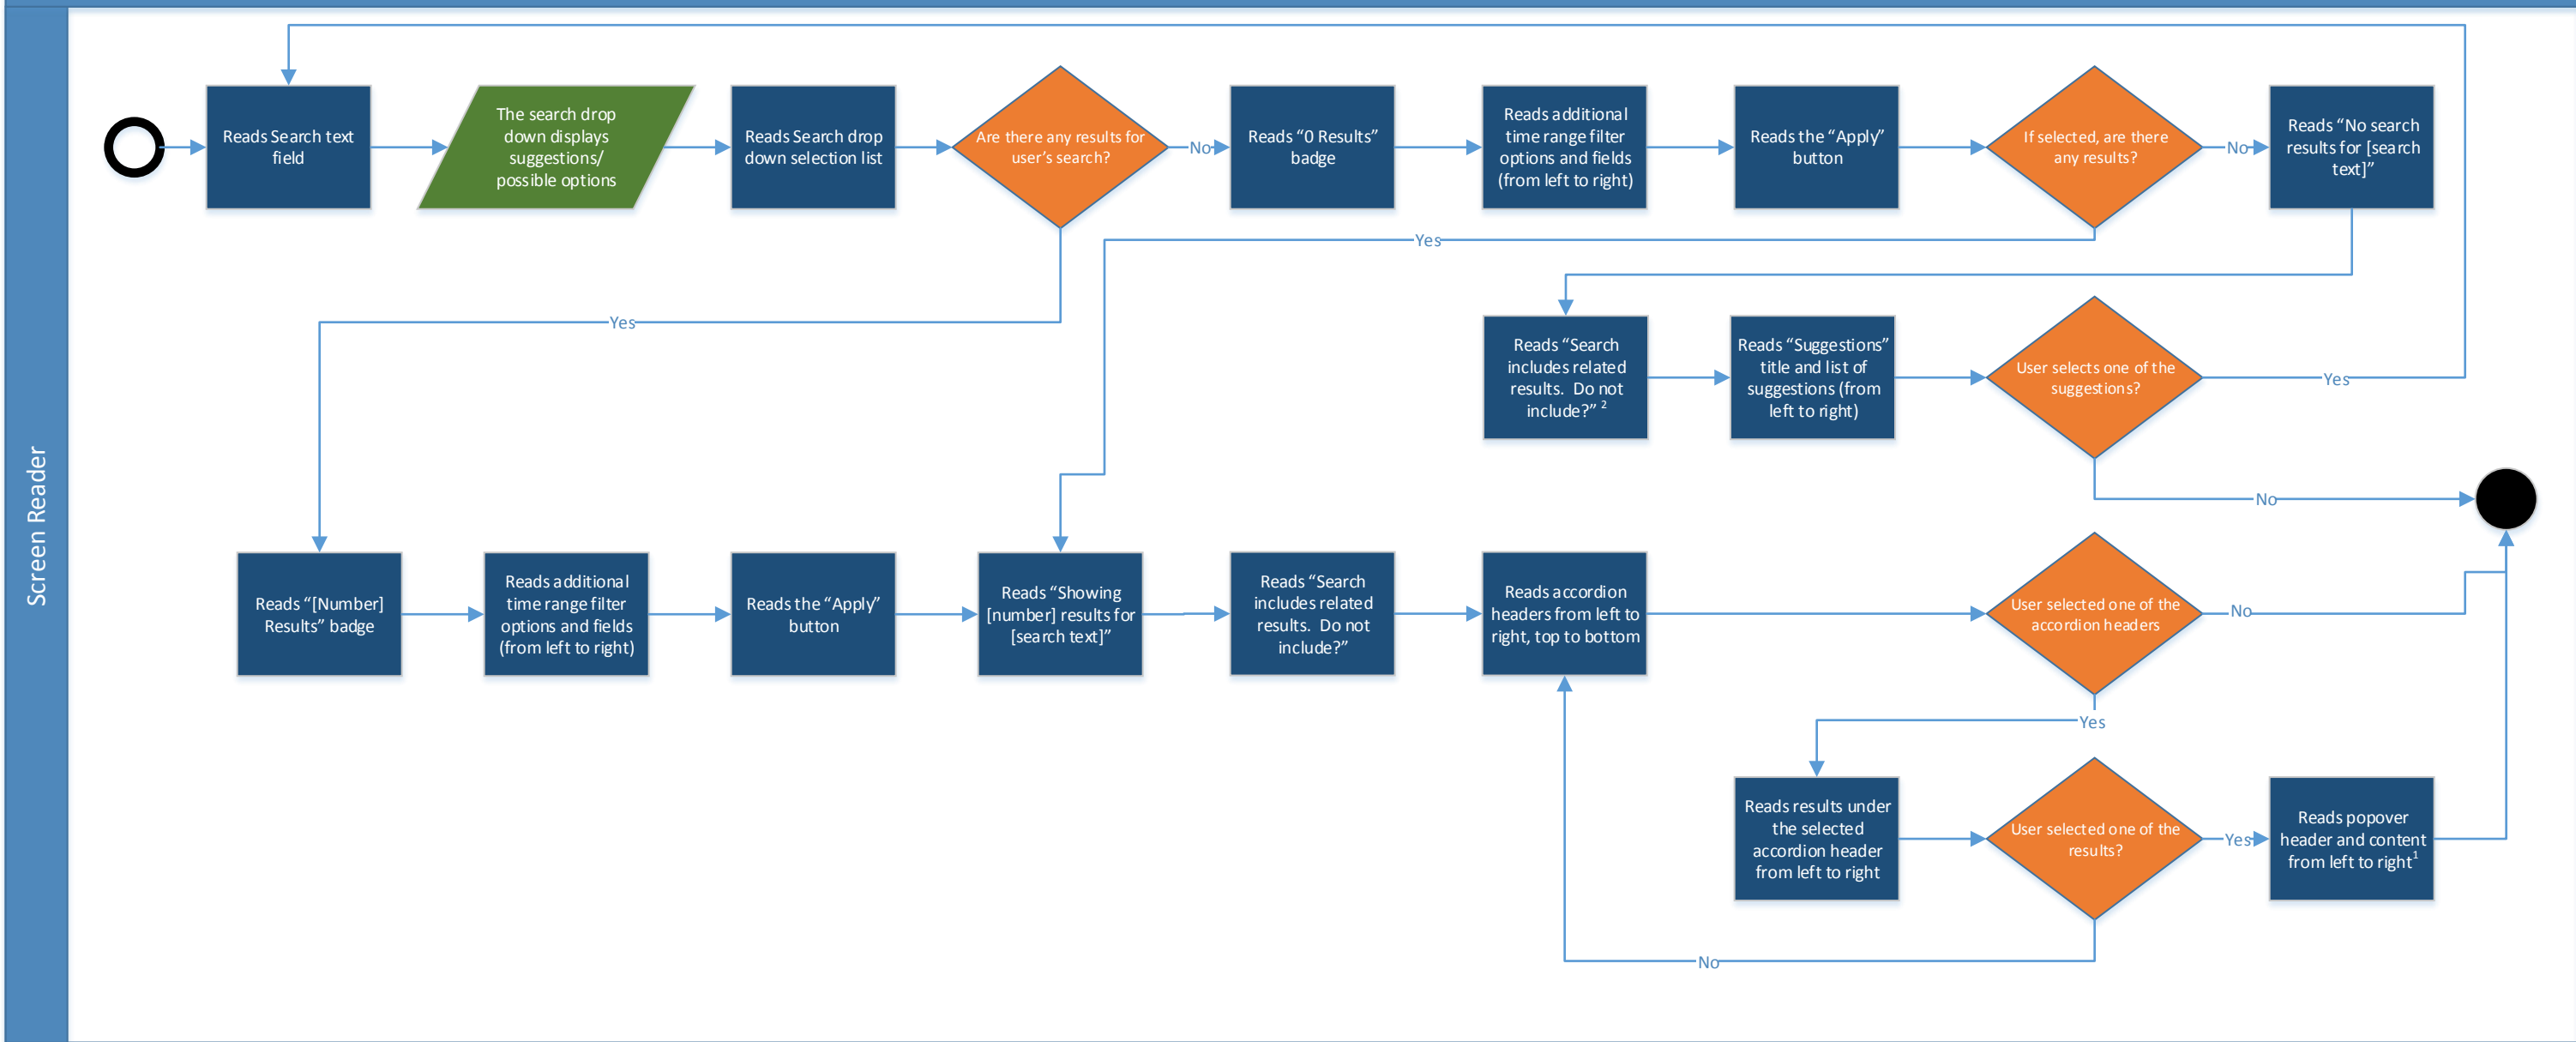 Screen Reader
Reads Search text
field
The search drop
down displays
suggestions/
possible options
Reads Search drop
down selection list
Are there any results for
user's search?
No
Reads “0 Results”
badge
Reads additional
time range filter
options and fields
(from left to right)
Reads the “Apply”
button
If selected, are there
any results?
No
Reads “No search
results for [search
text]”
Yes
Yes
Reads “Search
includes related
results. Do not
include?” 2
Reads “Suggestions”
title and list of
suggestions (from
left to right)
User selects one of the
suggestions?
Yes
No
Reads “[Number]
Results” badge
Reads additional
time range filter
options and fields
(from left to right)
Reads the “Apply”
button
Reads “Showing
[number] results for
[search text]”
Reads “Search
includes related
results. Do not
include?”
Reads accordion
headers from left to
right, top to bottom
User selected one of the
accordion headers
No
Yes
Reads results under
the selected
accordion header
from left to right
User selected one of the
results?
Yes
Reads popover
header and content
from left to right1
No